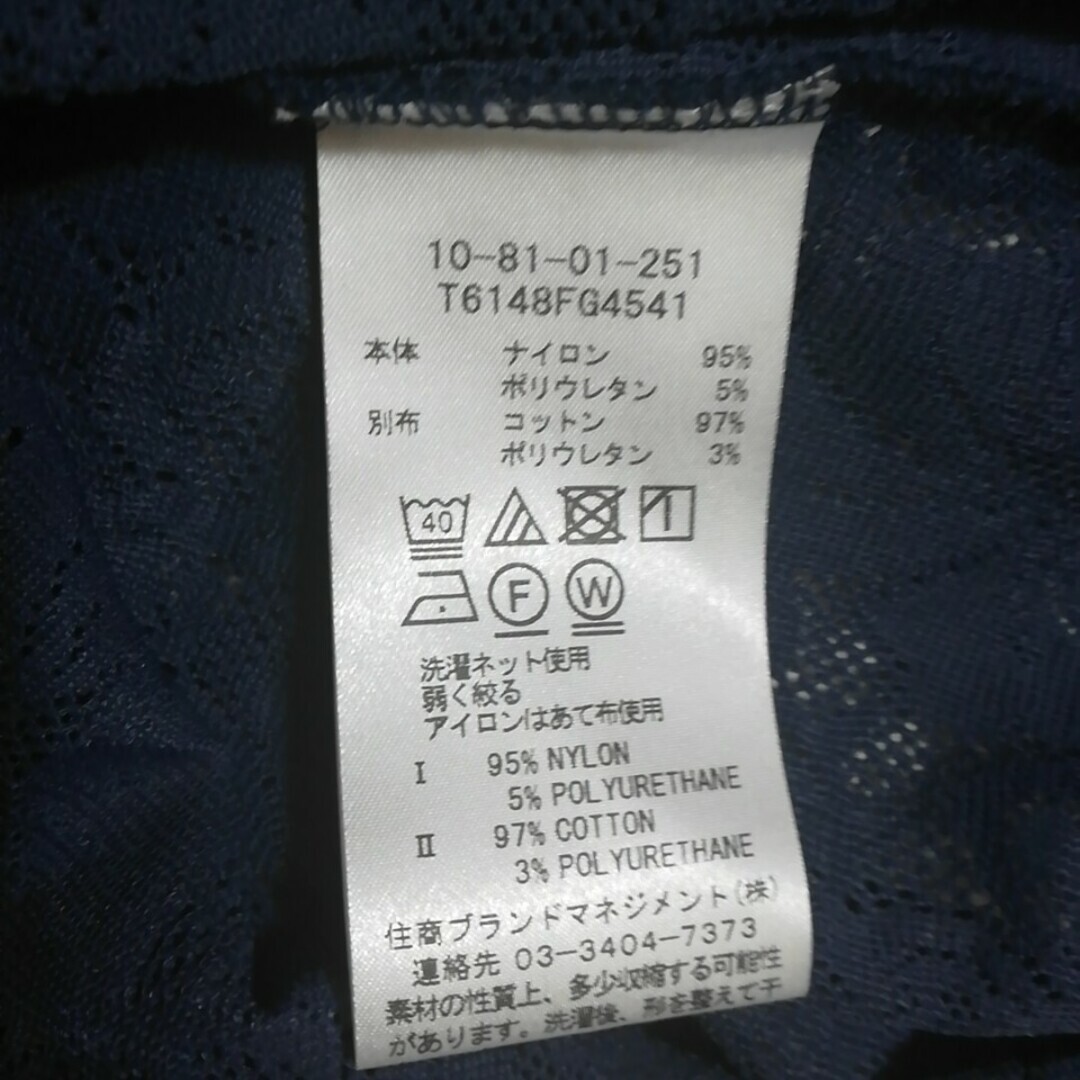 10-81-01-251
T6148FG4541
本体 ナイロン 95%
ポリウレタン 5%
別布 コットン 97%
ポリウレタン 3%
40
F W
洗濯ネット使用
弱く絞る
アイロンはあて布使用
I 95% NYLON
5% POLYURETHANE
II 97% COTTON
3% POLYURETHANE
住商ブランドマネジメント(株)
連絡先 03-3404-7373
素材の性質上、多少収縮する可能性
があります。洗濯後、形を整えて干